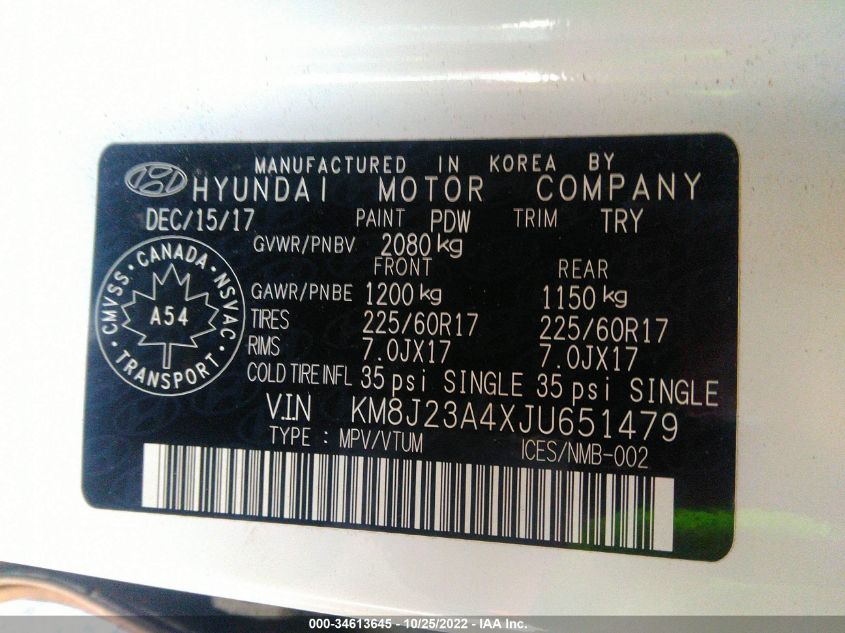 MANUFACTURED IN KOREA BY
HYUNDAI MOTOR COMPANY
DEC/15/17 PAINT PDW TRIM TRY
GVWR/PNBV 2080 kg
FRONT REAR
GAWR/PNBE 1200 kg 1150 kg
TIRES 225/60R17 225/60R17
RIMS 7.0JX17 7.0JX17
COLD TIRE INFL 35 psi SINGLE 35 psi SINGLE
V.I.N KM8J23A4XJU651479
TYPE : MPV/VTUM ICES/NMB-002
CMVSS · CANADA · NSVAC
A54
· TRANSPORT ·
000-34613645 - 10/25/2022 - IAA Inc.